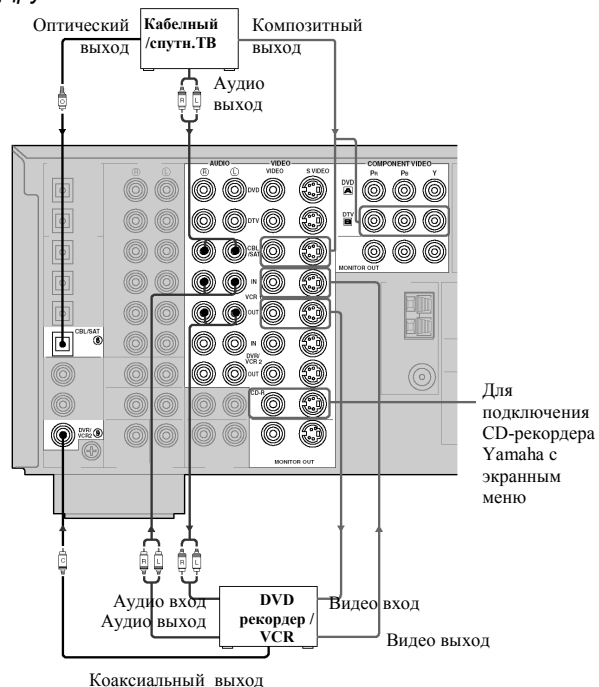 Оптический
выход
Кабелный
/спутн.ТВ
Композитный
выход
Аудио
выход
O
R L
AUDIO
VIDEO
COMPONENT VIDEO
R L
R L
VIDEO
S VIDEO
PR PB Y
DVD
DVD
A
DTV
DTV
B
CBL
/SAT
MONITOR OUT
IN
VCR 1
OUT
CBL/SAT
IN
DVR/
VCR 2
OUT
CD-R
DVR/
VCR2
MONITOR OUT
Для
подключения
CD-рекордера
Yamaha с
экранным
меню
C
R L
R L
Аудио вход
Аудио выход
DVD
рекордер /
VCR
Видео вход
Видео выход
Коаксиальный выход